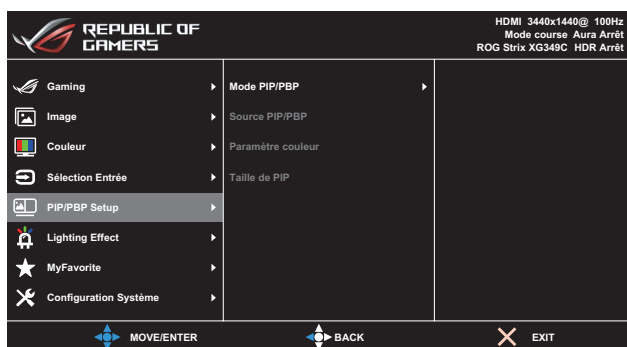 REPUBLIC OF
GAMERS
HDMI 3440x1440@ 100Hz
Mode course Aura Arrêt
ROG Strix XG349C HDR Arrêt
Gaming
Image
Couleur
Sélection Entrée
PIP/PBP Setup
Lighting Effect
MyFavorite
Configuration Système
Mode PIP/PBP
Source PIP/PBP
Paramètre couleur
Taille de PIP
MOVE/ENTER
BACK
EXIT